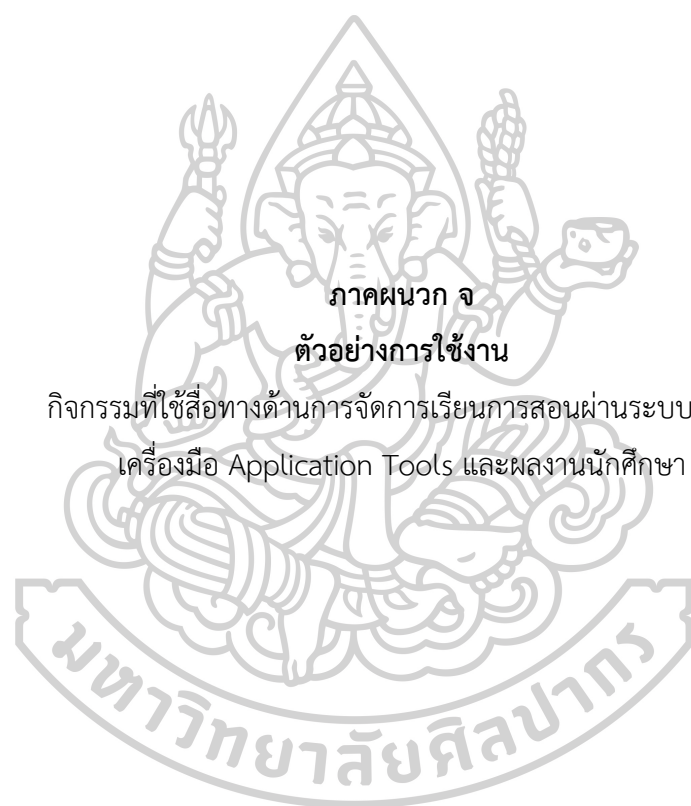 ภาคผนวก จ
ตัวอย่างการใช้งาน
กิจกรรมที่ใช้สื่อทางด้านการจัดการเรียนการสอนผ่านระบบ
เครื่องมือ Application Tools และผลงานนักศึกษา
มหาวิทยาลัยศิลปากร